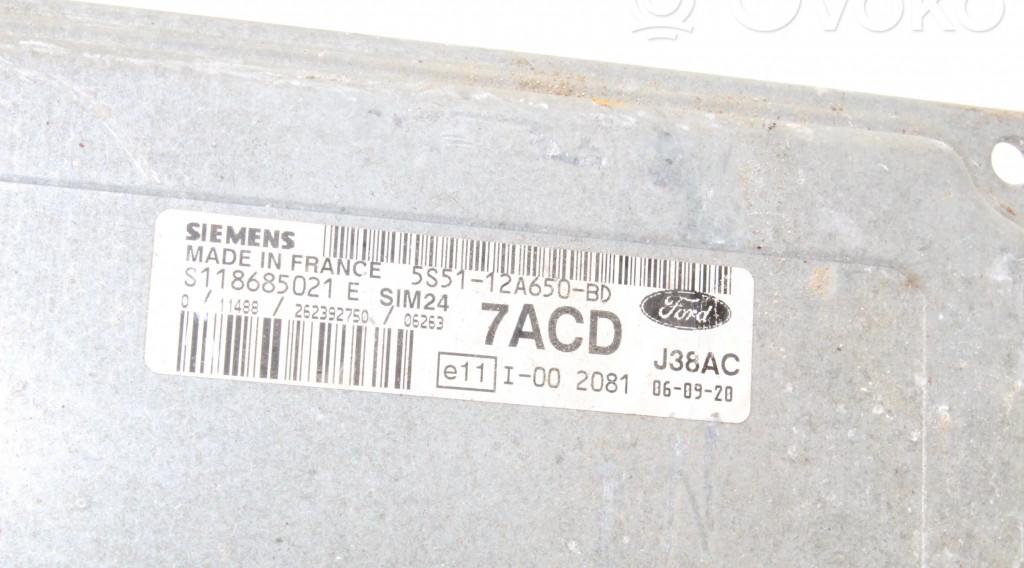 OVOKO
SIEMENS
MADE IN FRANCE 5S51-12A650-BD
S118685021 E SIM24 7ACD Ford
0 / 11488 / 262392750 / 06263
e11 I-00 2081 J38AC
06-09-20